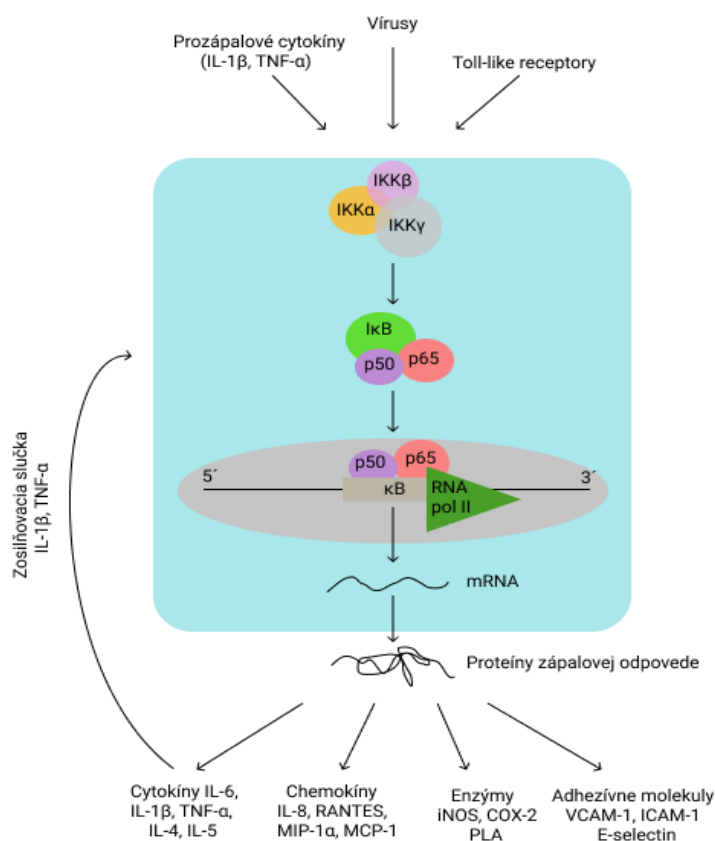 Vírusy
Prozápalové cytokíny
(IL-1β, TNF-α)
Toll-like receptory
IKKβ
IKKα
IKKγ
IκB
p50
p65
p50
p65
5´
3´
κB
RNA
pol II
mRNA
Zosilňovacia slučka
IL-1β, TNF-α
Proteíny zápalovej odpovede
Cytokíny IL-6,
IL-1β, TNF-α,
IL-4, IL-5
Chemokíny
IL-8, RANTES,
MIP-1α, MCP-1
Enzýmy
iNOS, COX-2
PLA
Adhezívne molekuly
VCAM-1, ICAM-1
E-selectin